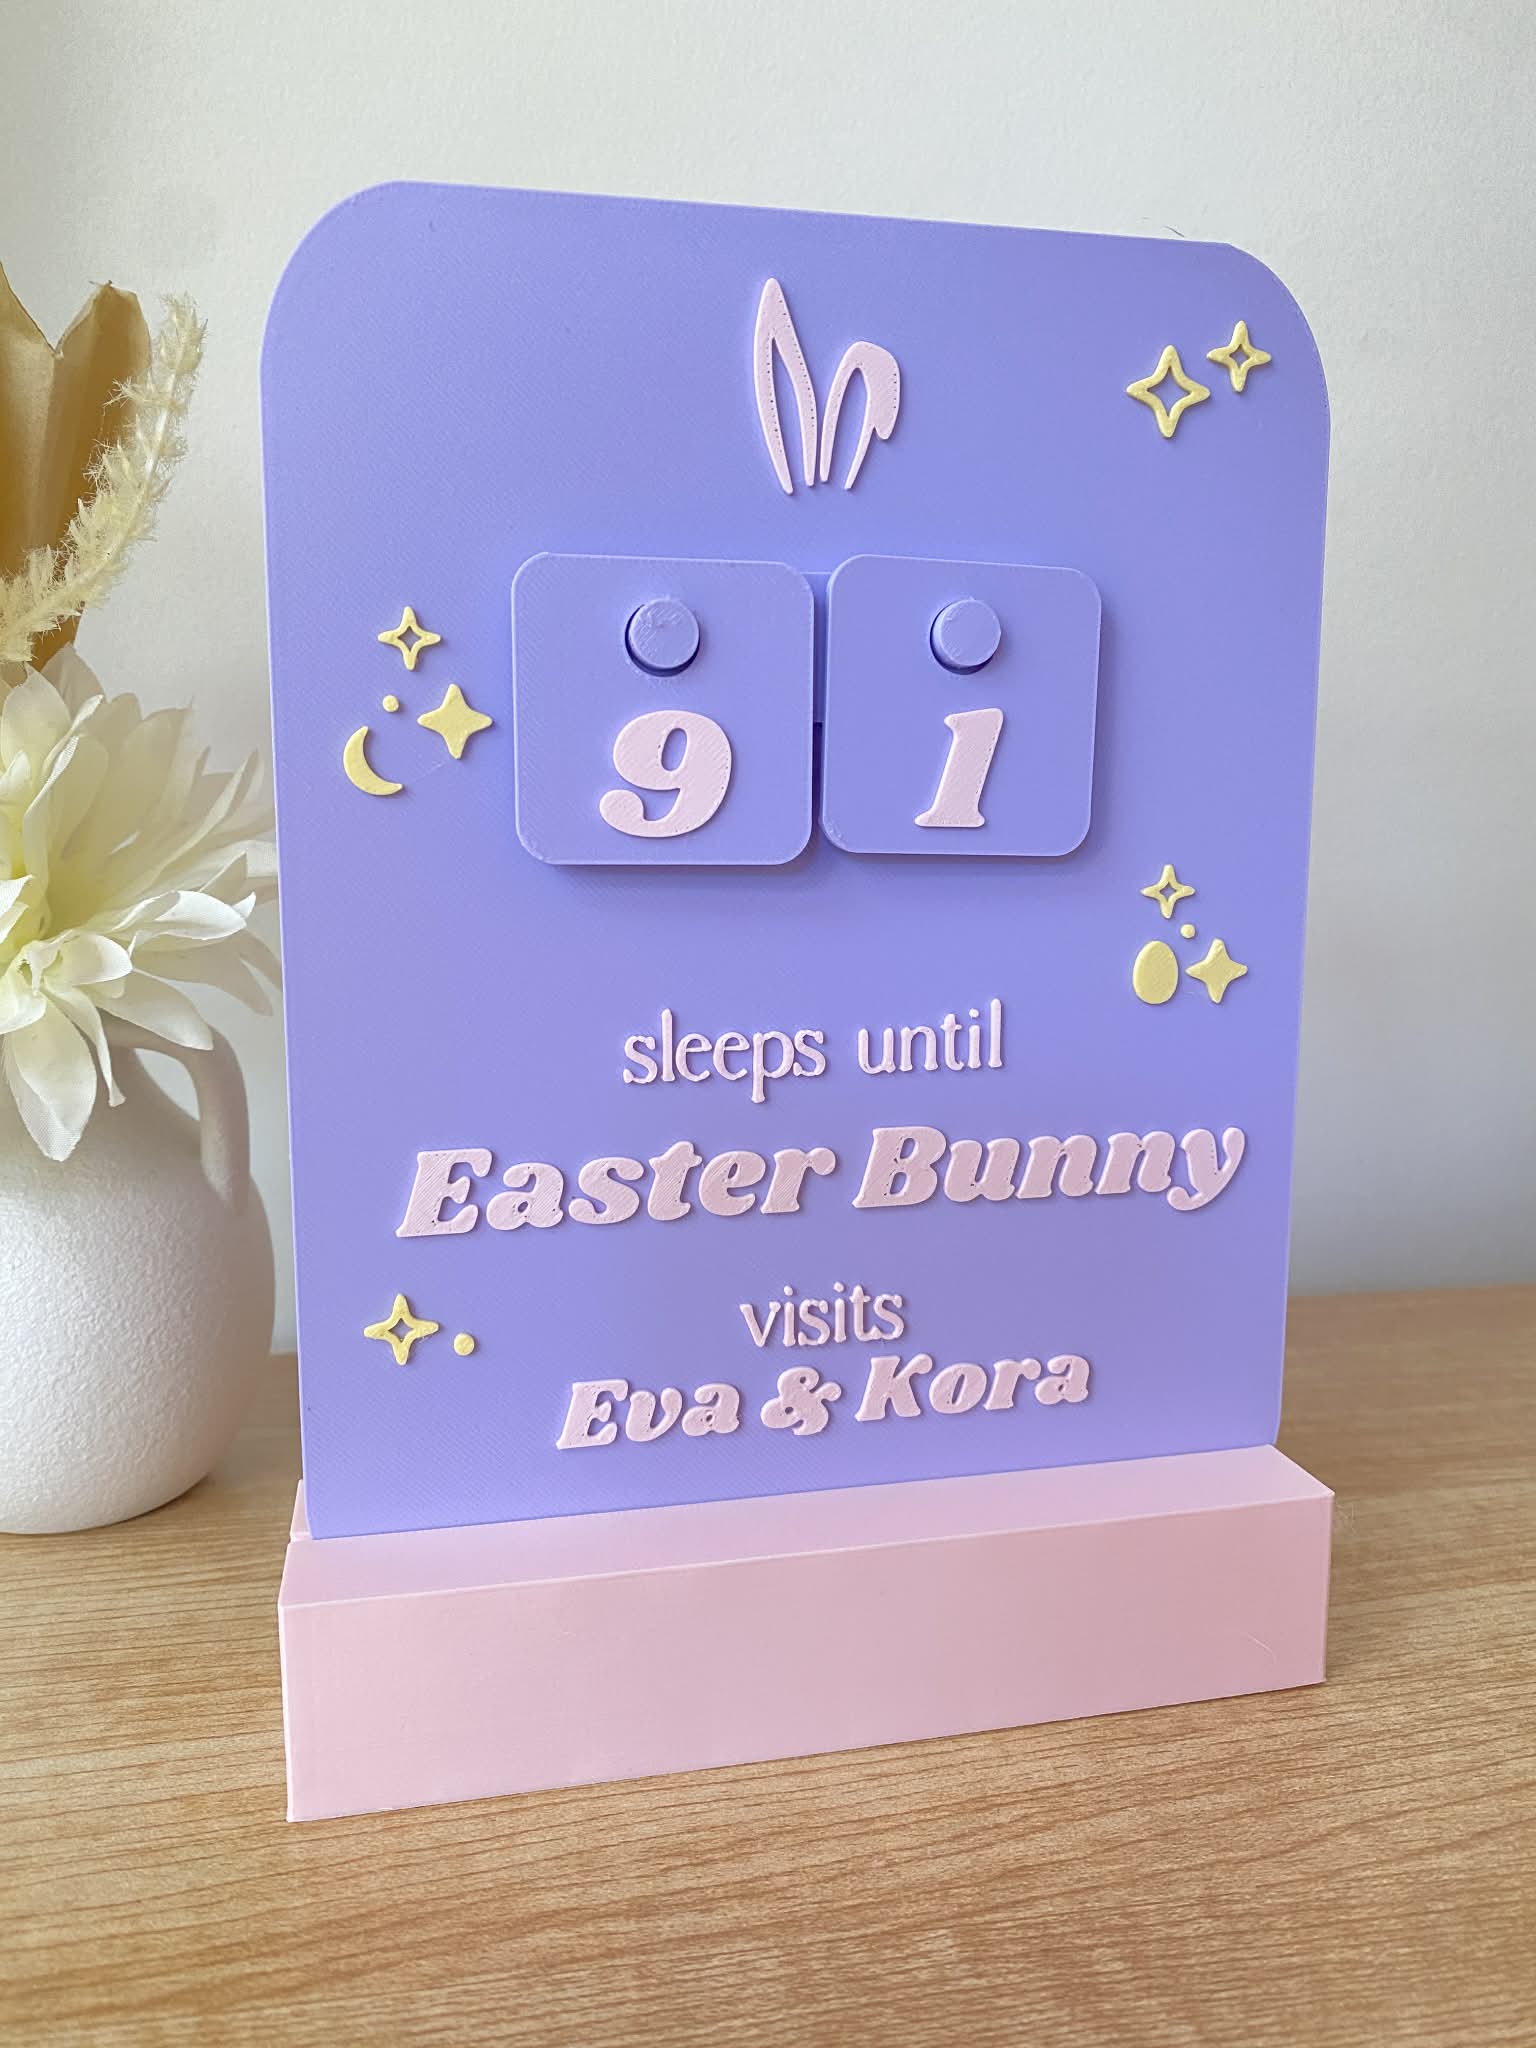 9 1
sleeps until
Easter Bunny
visits
Eva & Kora